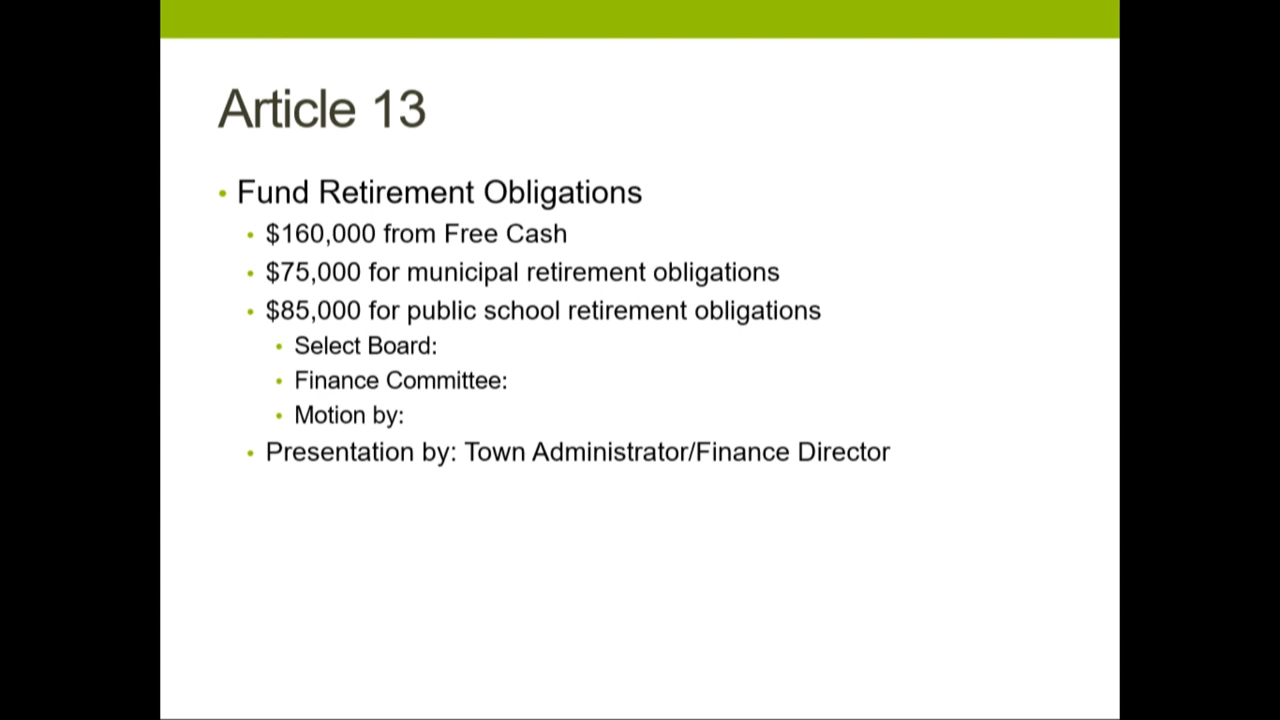 Article 13
• Fund Retirement Obligations
• $160,000 from Free Cash
• $75,000 for municipal retirement obligations
• $85,000 for public school retirement obligations
• Select Board:
• Finance Committee:
• Motion by:
• Presentation by: Town Administrator/Finance Director